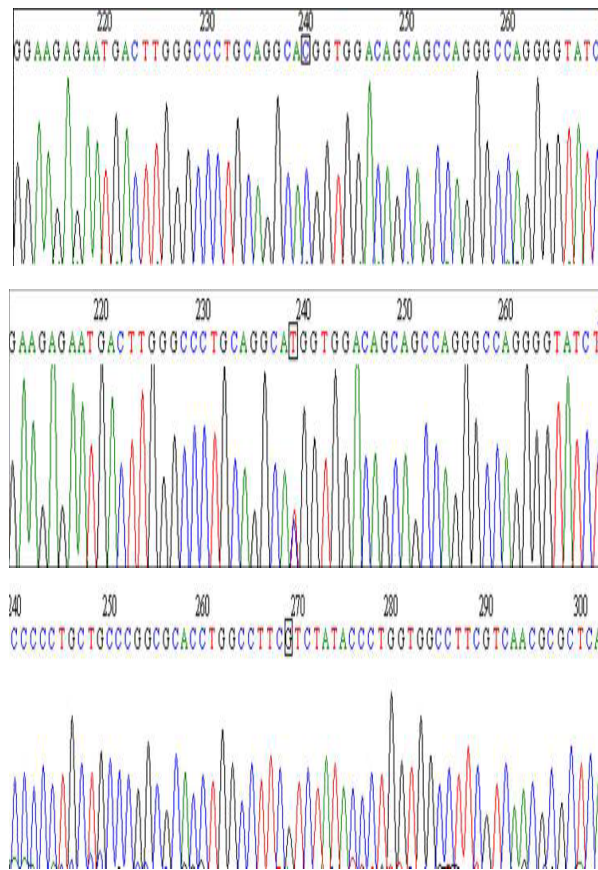 220 230 240 250 260
GGAAGAGAATGACTTGGGCCCTGCAGGCACGGTGGACAGCAGCCAGGGCCAGGGGTATC
220 230 240 250 260
GAAGAGAATGACTTGGGCCCTGCAGGCATGGTGGACAGCAGCCAGGGCCAGGGGTATCT
240 250 260 270 280 290 300
CCCCCTGCTGCCCGGCGCACCTGGCCTTCGTCTATACCCTGGTGGCCTTCGTCAACGCGCTCA